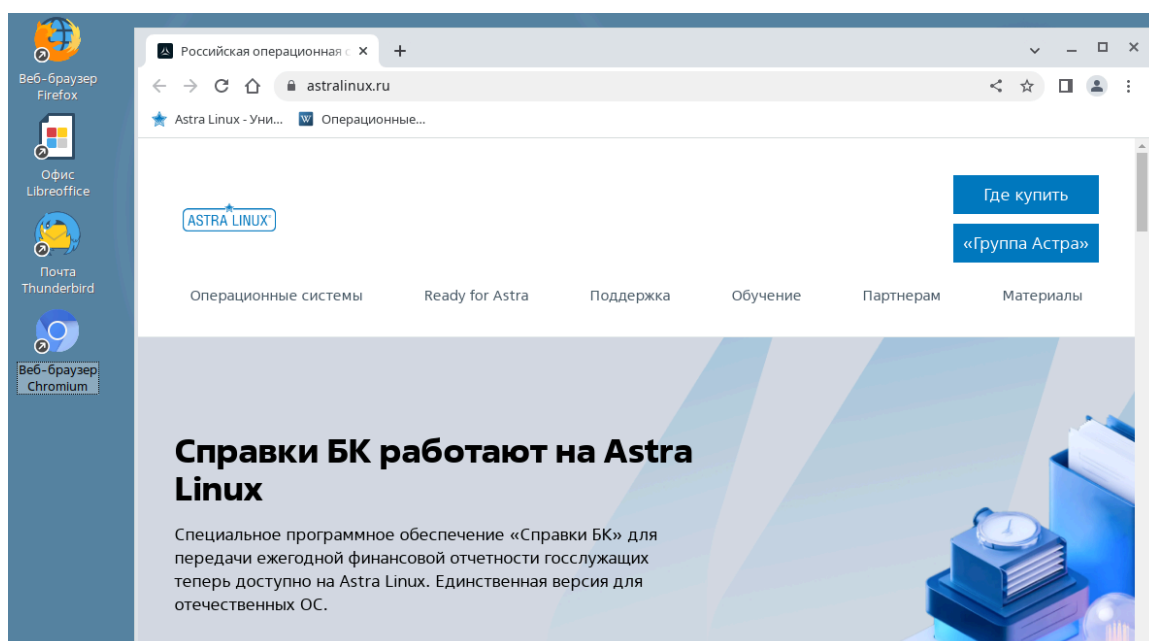 Веб-браузер
Firefox
Офис
Libreoffice
Почта
Thunderbird
Веб-браузер
Chromium
Российская операционная с
astralinux.ru
Astra Linux - Уни...
Операционные...
ASTRA LINUX®
Где купить
«Группа Астра»
Операционные системы Ready for Astra Поддержка Обучение Партнерам Материалы
Справки БК работают на Astra
Linux
Специальное программное обеспечение «Справки БК» для
передачи ежегодной финансовой отчетности госслужащих
теперь доступно на Astra Linux. Единственная версия для
отечественных ОС.